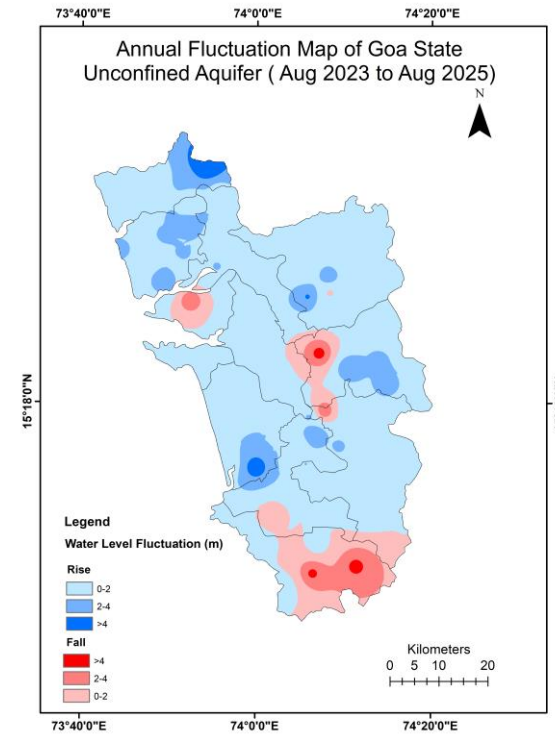 73°40'0"E 74°0'0"E 74°20'0"E
Annual Fluctuation Map of Goa State
Unconfined Aquifer ( Aug 2023 to Aug 2025)
N
15°18'0"N
Legend
Water Level Fluctuation (m)
Rise
0-2
2-4
>4
Fall
>4
2-4
0-2
Kilometers
0 5 10 20
73°40'0"E 74°0'0"E 74°20'0"E